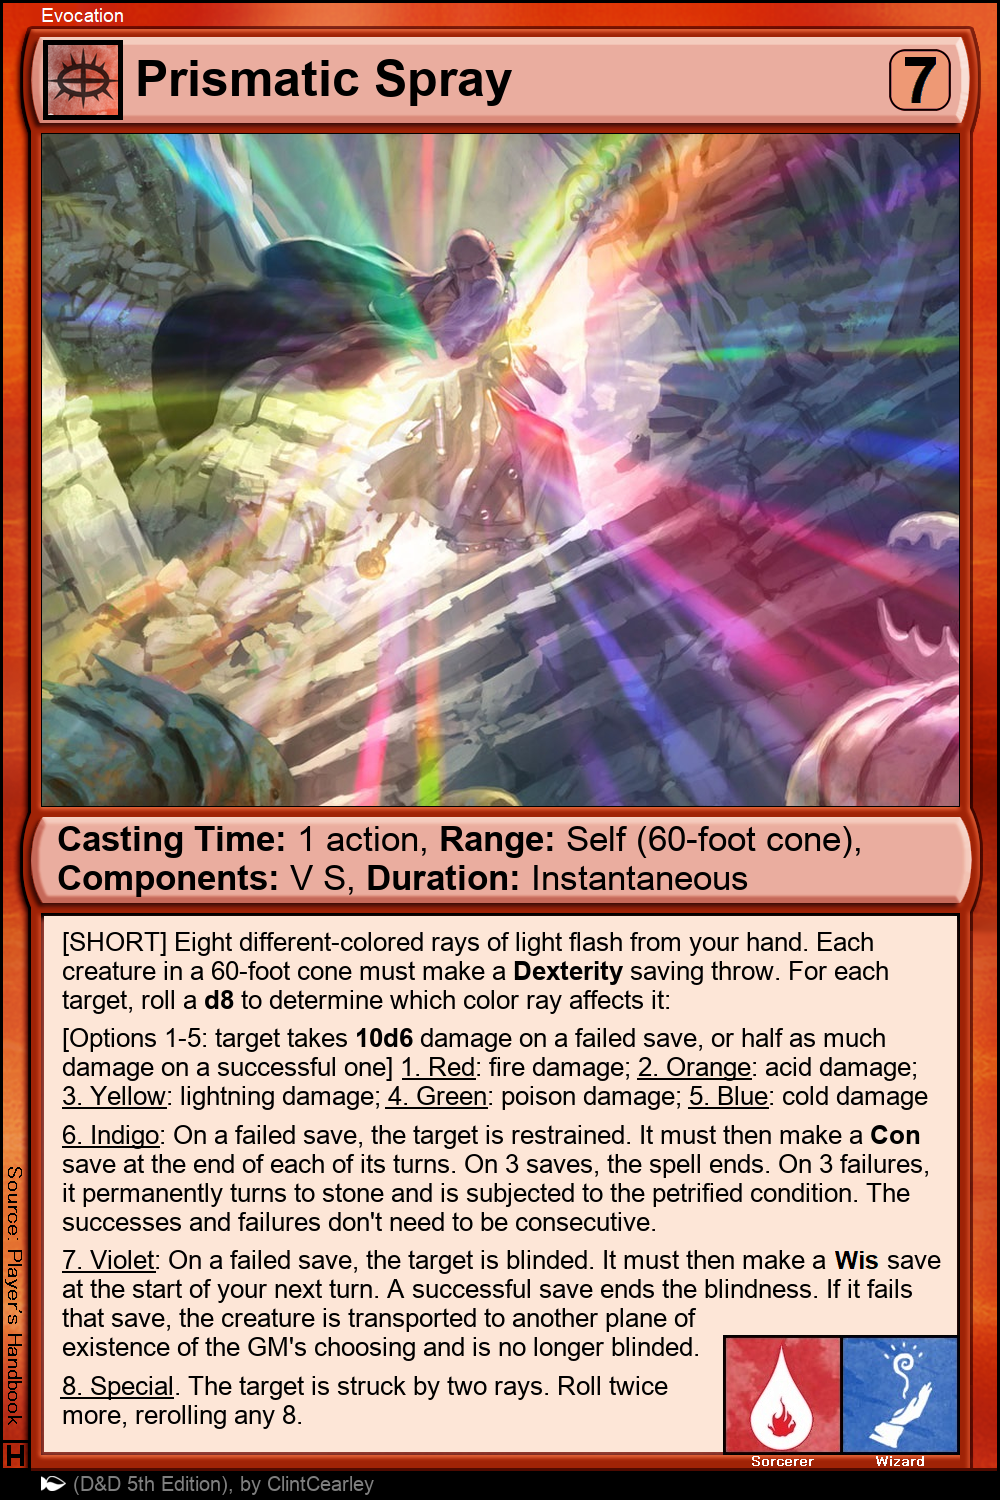 Evocation
Prismatic Spray
7
Casting Time: 1 action, Range: Self (60-foot cone),
Components: V S, Duration: Instantaneous
[SHORT] Eight different-colored rays of light flash from your hand. Each
creature in a 60-foot cone must make a Dexterity saving throw. For each
target, roll a d8 to determine which color ray affects it:
[Options 1-5: target takes 10d6 damage on a failed save, or half as much
damage on a successful one] 1. Red: fire damage; 2. Orange: acid damage;
3. Yellow: lightning damage; 4. Green: poison damage; 5. Blue: cold damage
6. Indigo: On a failed save, the target is restrained. It must then make a Con
save at the end of each of its turns. On 3 saves, the spell ends. On 3 failures,
it permanently turns to stone and is subjected to the petrified condition. The
successes and failures don't need to be consecutive.
7. Violet: On a failed save, the target is blinded. It must then make a Wis save
at the start of your next turn. A successful save ends the blindness. If it fails
that save, the creature is transported to another plane of
existence of the GM's choosing and is no longer blinded.
8. Special. The target is struck by two rays. Roll twice
more, rerolling any 8.
Sorcerer
Wizard
Source: Player's Handbook
H
(D&D 5th Edition), by ClintCearley